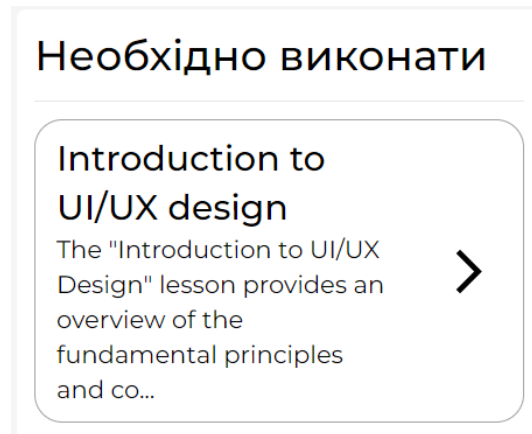 Необхідно виконати
Introduction to
UI/UX design
The "Introduction to UI/UX
Design" lesson provides an
overview of the
fundamental principles
and co...